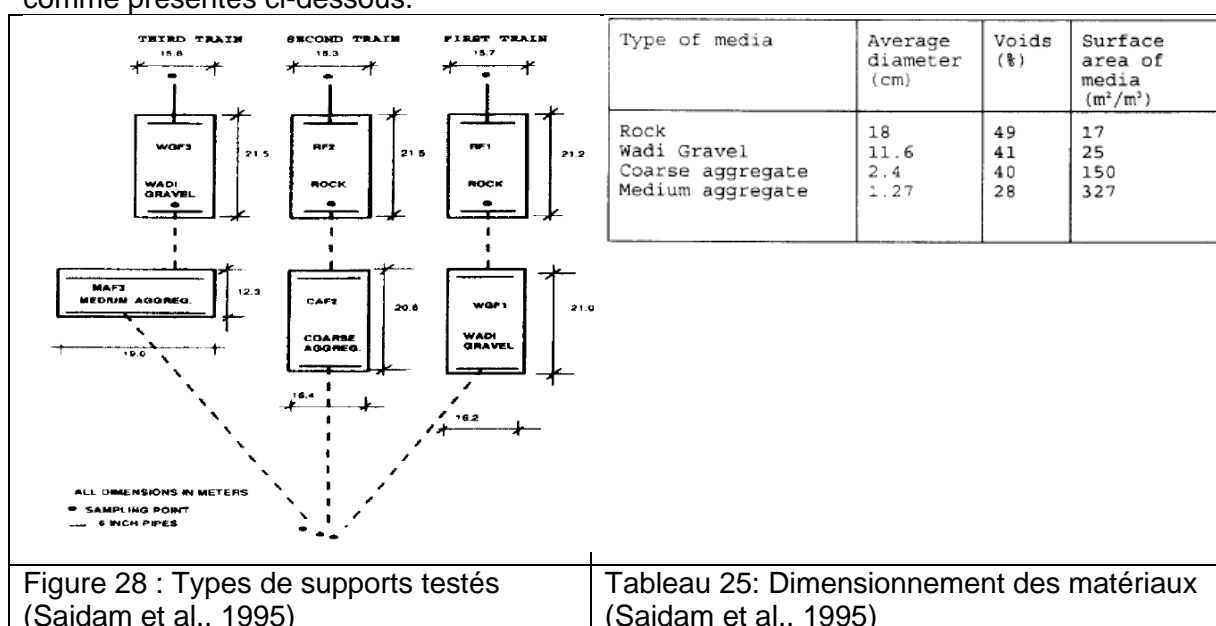 comme présentés ci-dessous:
THIRD TRAIN SECOND TRAIN FIRST TRAIN
15.7
WGF3 RF2 RF1
21.5 21.5 21.2
WADI
GRAVEL
ROCK ROCK
MAF3
MEDIUM AGGREG.
12.3
CAF2
COARSE
AGGREG.
20.6
WGF1
WADI
GRAVEL
21.0
19.0
16.4
16.2
ALL DIMENSIONS IN METERS
SAMPLING POINT
6 INCH PIPES
Type of media Average diameter (cm) Voids (%) Surface area of media (m²/m³)
Rock 18 49 17
Wadi Gravel 11.6 41 25
Coarse aggregate 2.4 40 150
Medium aggregate 1.27 28 327
Figure 28 : Types de supports testés
(Saidam et al., 1995)
Tableau 25: Dimensionnement des matériaux
(Saidam et al., 1995)